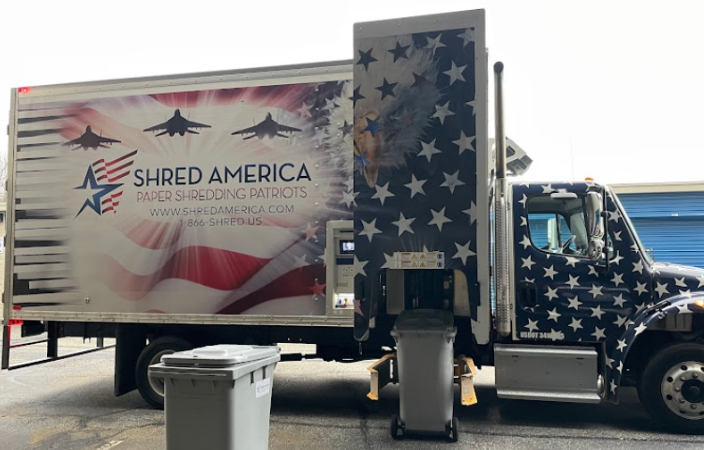 SHRED AMERICA
PAPER SHREDDING PATRIOTS
WWW.SHREDAMERICA.COM
1-866-SHRED.US